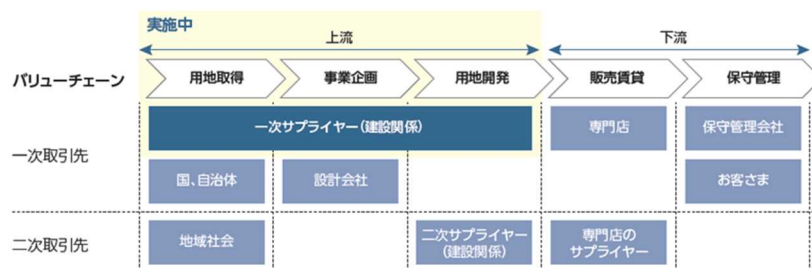 実施中
上流
下流
バリューチェーン
用地取得
事業企画
用地開発
販売賃貸
保守管理
一次取引先
一次サプライヤー(建設関係)
専門店
保守管理会社
国、自治体
設計会社
お客さま
二次取引先
地域社会
二次サプライヤー
(建設関係)
専門店の
サプライヤー